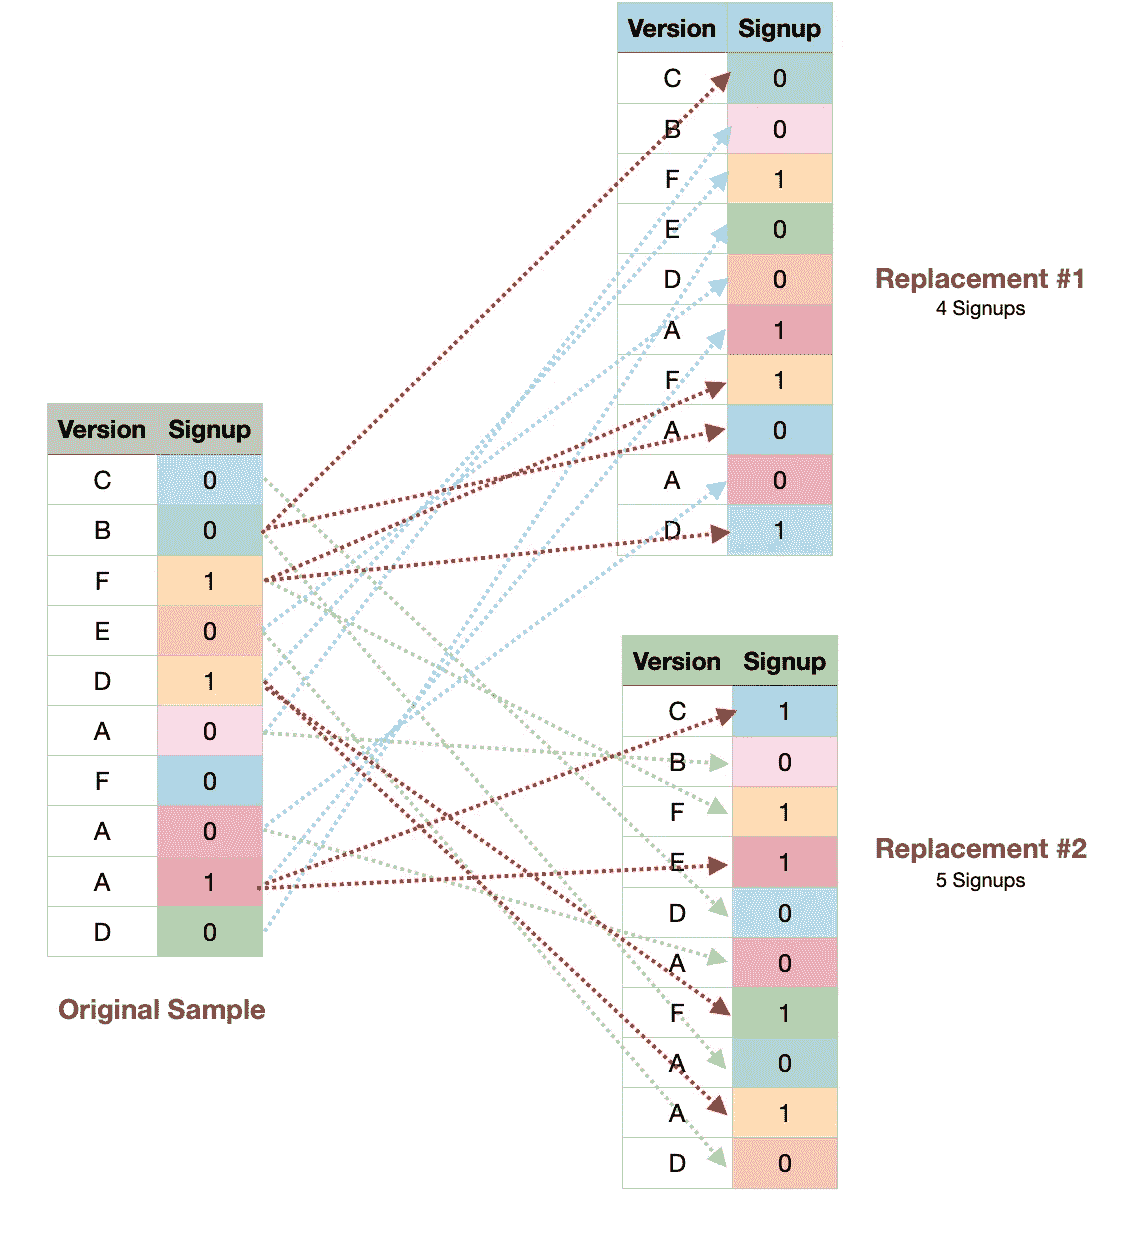 Version Signup
C 0
B 0
F 1
E 0
D 0
A 1
F 1
A 0
A 0
D 1
Replacement #1
4 Signups
Version Signup
C 0
B 0
F 1
E 0
D 1
A 0
F 0
A 0
A 1
D 0
Original Sample
Version Signup
C 1
B 0
F 1
E 1
D 0
A 0
F 1
A 0
A 1
D 0
Replacement #2
5 Signups